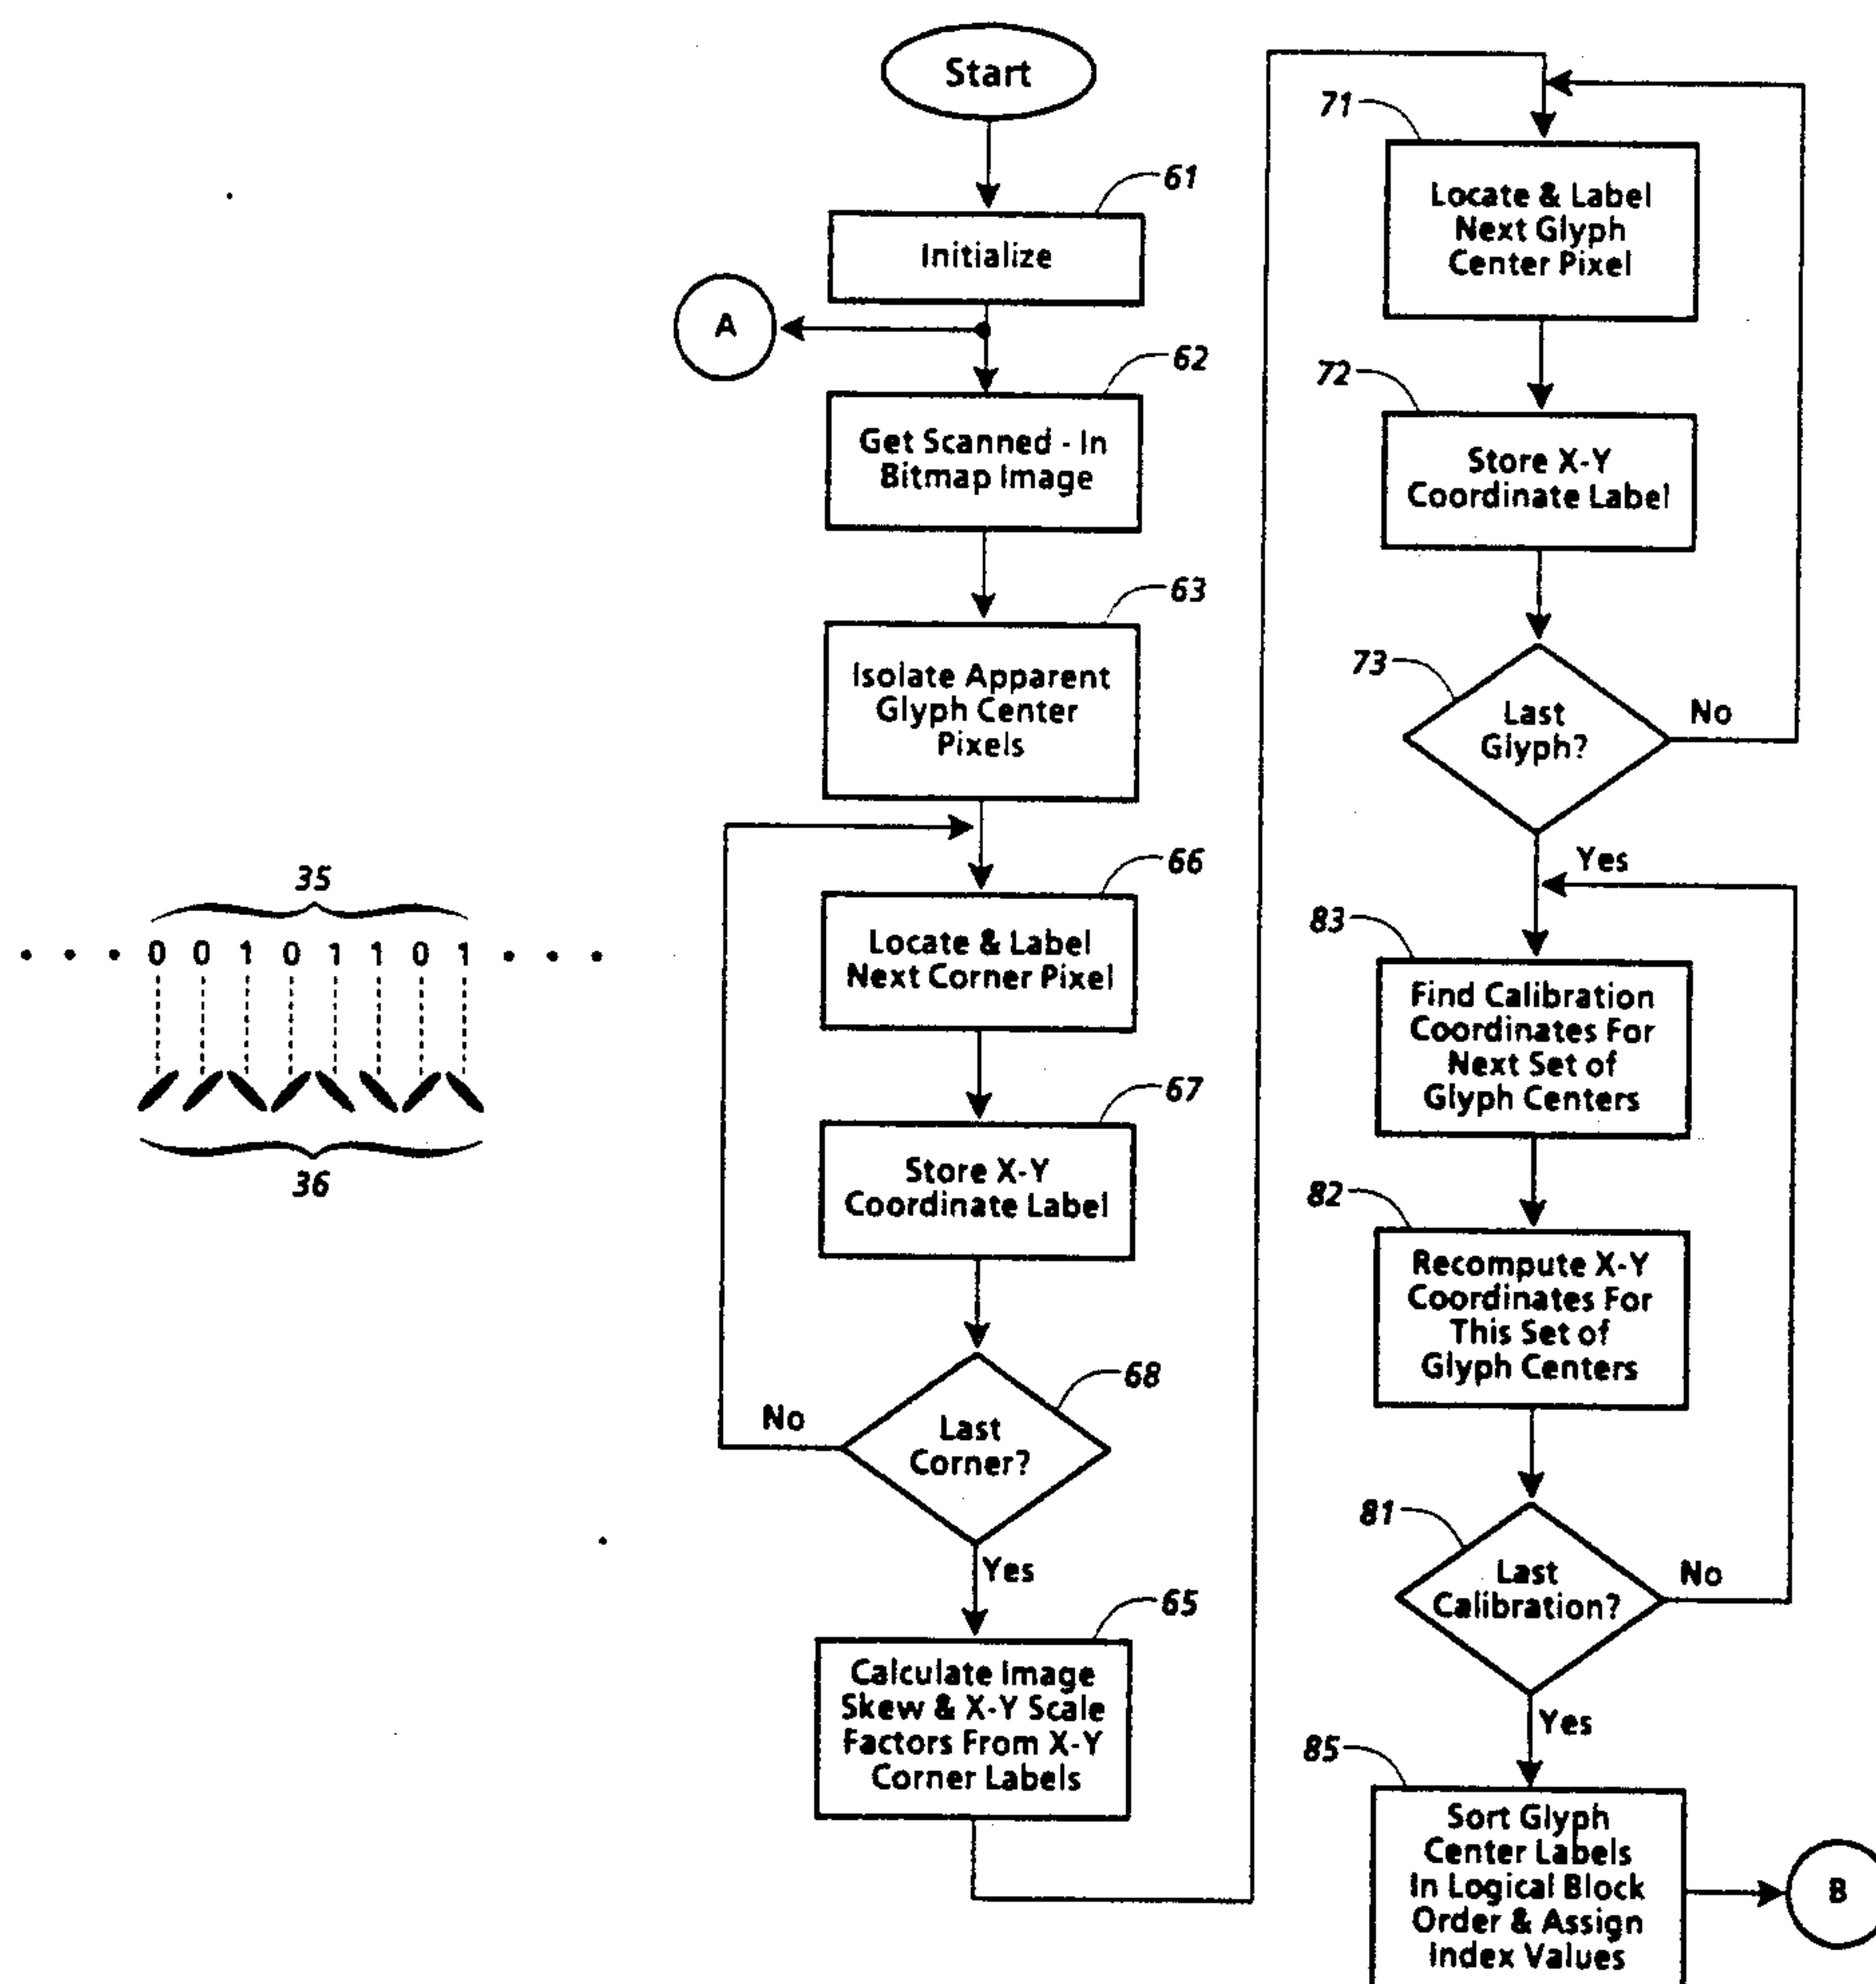 35
. . . 0 0 1 0 1 1 0 1 . . .
36
Start
61
Initialize
A
62
Get Scanned - In
Bitmap Image
63
Isolate Apparent
Glyph Center
Pixels
66
Locate & Label
Next Corner Pixel
67
Store X-Y
Coordinate Label
68
Last
Corner?
No
Yes
65
Calculate Image
Skew & X-Y Scale
Factors From X-Y
Corner Labels
71
Locate & Label
Next Glyph
Center Pixel
72
Store X-Y
Coordinate Label
73
Last
Glyph?
No
Yes
83
Find Calibration
Coordinates For
Next Set of
Glyph Centers
82
Recompute X-Y
Coordinates For
This Set of
Glyph Centers
81
Last
Calibration?
No
Yes
85
Sort Glyph
Center Labels
In Logical Block
Order & Assign
Index Values
B